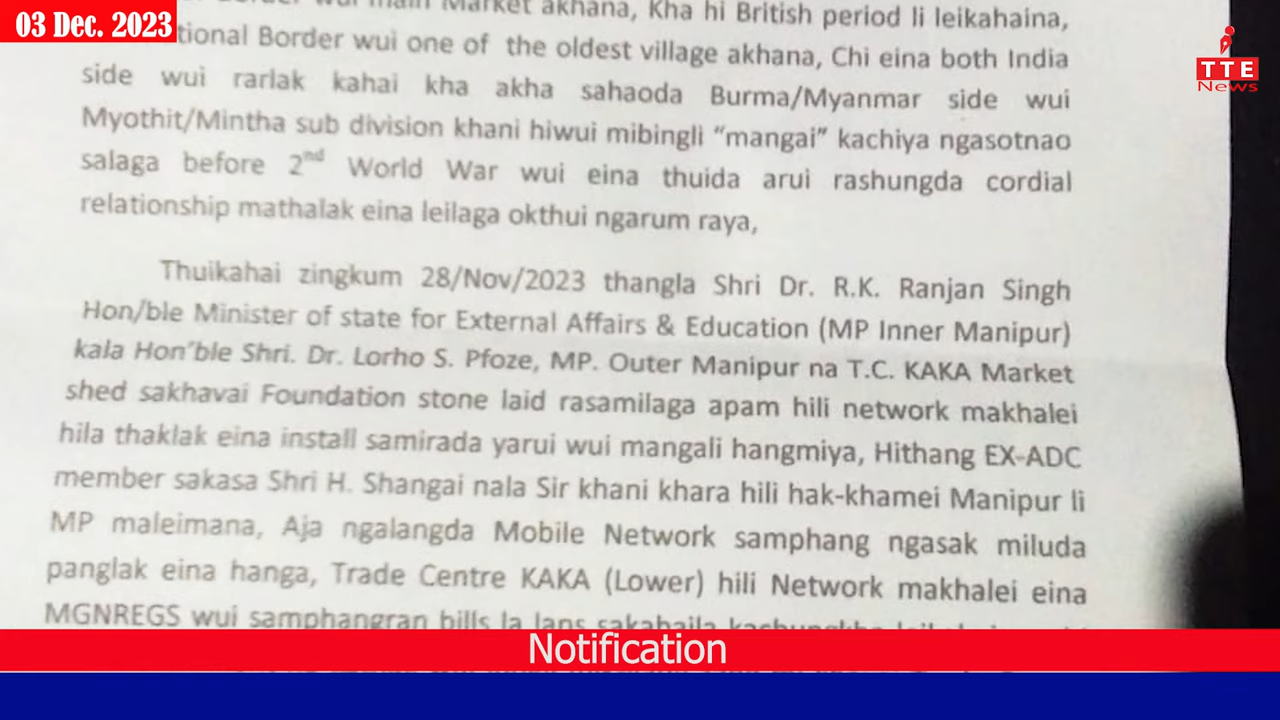 03 Dec. 2023
TTE
News
main Market akhana, Kha hi British period li leikahaina,
tional Border wui one of the oldest village akhana, Chi eina both India
side wui rarlak kahai kha akha sahaoda Burma/Myanmar side wui
Myothit/Mintha sub division khani hiwui mibingli “mangai” kachiya ngasotnao
salaga before 2nd World War wui eina thuida arui rashungda cordial
relationship mathalak eina leilaga okthui ngarum raya,
Thuikahai zingkum 28/Nov/2023 thangla Shri Dr. R.K. Ranjan Singh
Hon/ble Minister of state for External Affairs & Education (MP Inner Manipur)
kala Hon’ble Shri. Dr. Lorho S. Pfoze, MP. Outer Manipur na T.C. KAKA Market
shed sakhavai Foundation stone laid rasamilaga apam hili network makhalei
hila thaklak eina install samirada yarui wui mangali hangmiya, Hithang EX-ADC
member sakasa Shri H. Shangai nala Sir khani khara hili hak-khamei Manipur li
MP maleimana, Aja ngalangda Mobile Network samphang ngasak miluda
panglak eina hanga, Trade Centre KAKA (Lower) hili Network makhalei eina
MGNREGS wui samphangran bills la
Notification